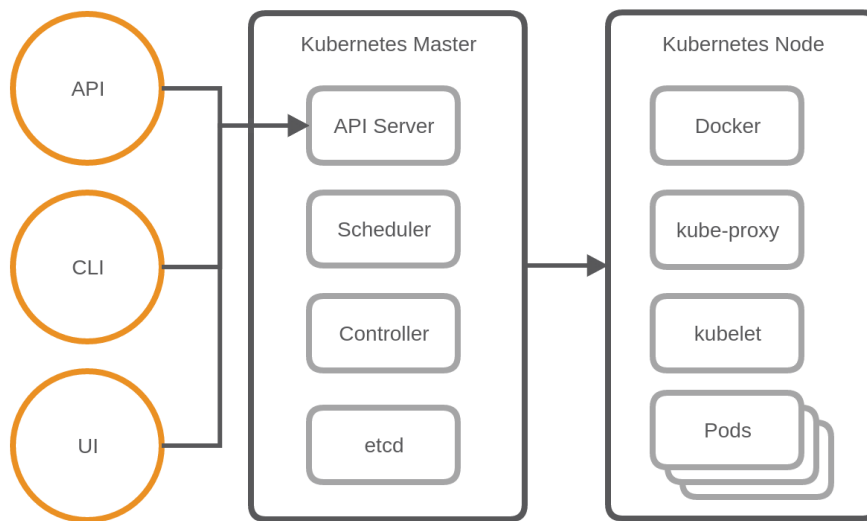 API
CLI
UI
Kubernetes Master
API Server
Scheduler
Controller
etcd
Kubernetes Node
Docker
kube-proxy
kubelet
Pods